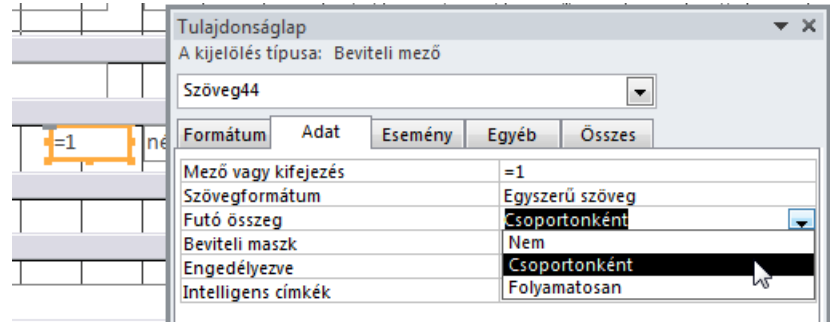 Tulajdonságlap
A kijelölés típusa: Beviteli mező
Szöveg44
Formátum Adat Esemény Egyéb Összes
=1 né
Mező vagy kifejezés =1
Szövegformátum Egyszerű szöveg
Futó összeg Csoportonként
Beviteli maszk Nem
Engedélyezve Csoportonként
Intelligens címkék Folyamatosan